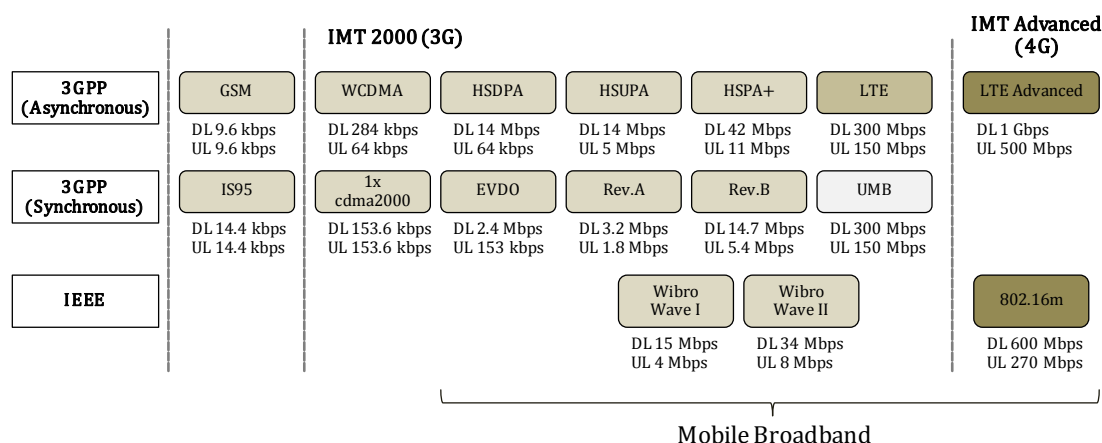 IMT 2000 (3G)
IMT Advanced
(4G)
3GPP
(Asynchronous)
GSM
WCDMA
HSDPA
HSUPA
HSPA+
LTE
LTE Advanced
DL 9.6 kbps
UL 9.6 kbps
DL 284 kbps
UL 64 kbps
DL 14 Mbps
UL 64 kbps
DL 14 Mbps
UL 5 Mbps
DL 42 Mbps
UL 11 Mbps
DL 300 Mbps
UL 150 Mbps
DL 1 Gbps
UL 500 Mbps
3GPP
(Synchronous)
IS95
1x
cdma2000
EVDO
Rev.A
Rev.B
UMB
DL 14.4 kbps
UL 14.4 kbps
DL 153.6 kbps
UL 153.6 kbps
DL 2.4 Mbps
UL 153 kbps
DL 3.2 Mbps
UL 1.8 Mbps
DL 14.7 Mbps
UL 5.4 Mbps
DL 300 Mbps
UL 150 Mbps
IEEE
Wibro
Wave I
Wibro
Wave II
802.16m
DL 15 Mbps
UL 4 Mbps
DL 34 Mbps
UL 8 Mbps
DL 600 Mbps
UL 270 Mbps
Mobile Broadband